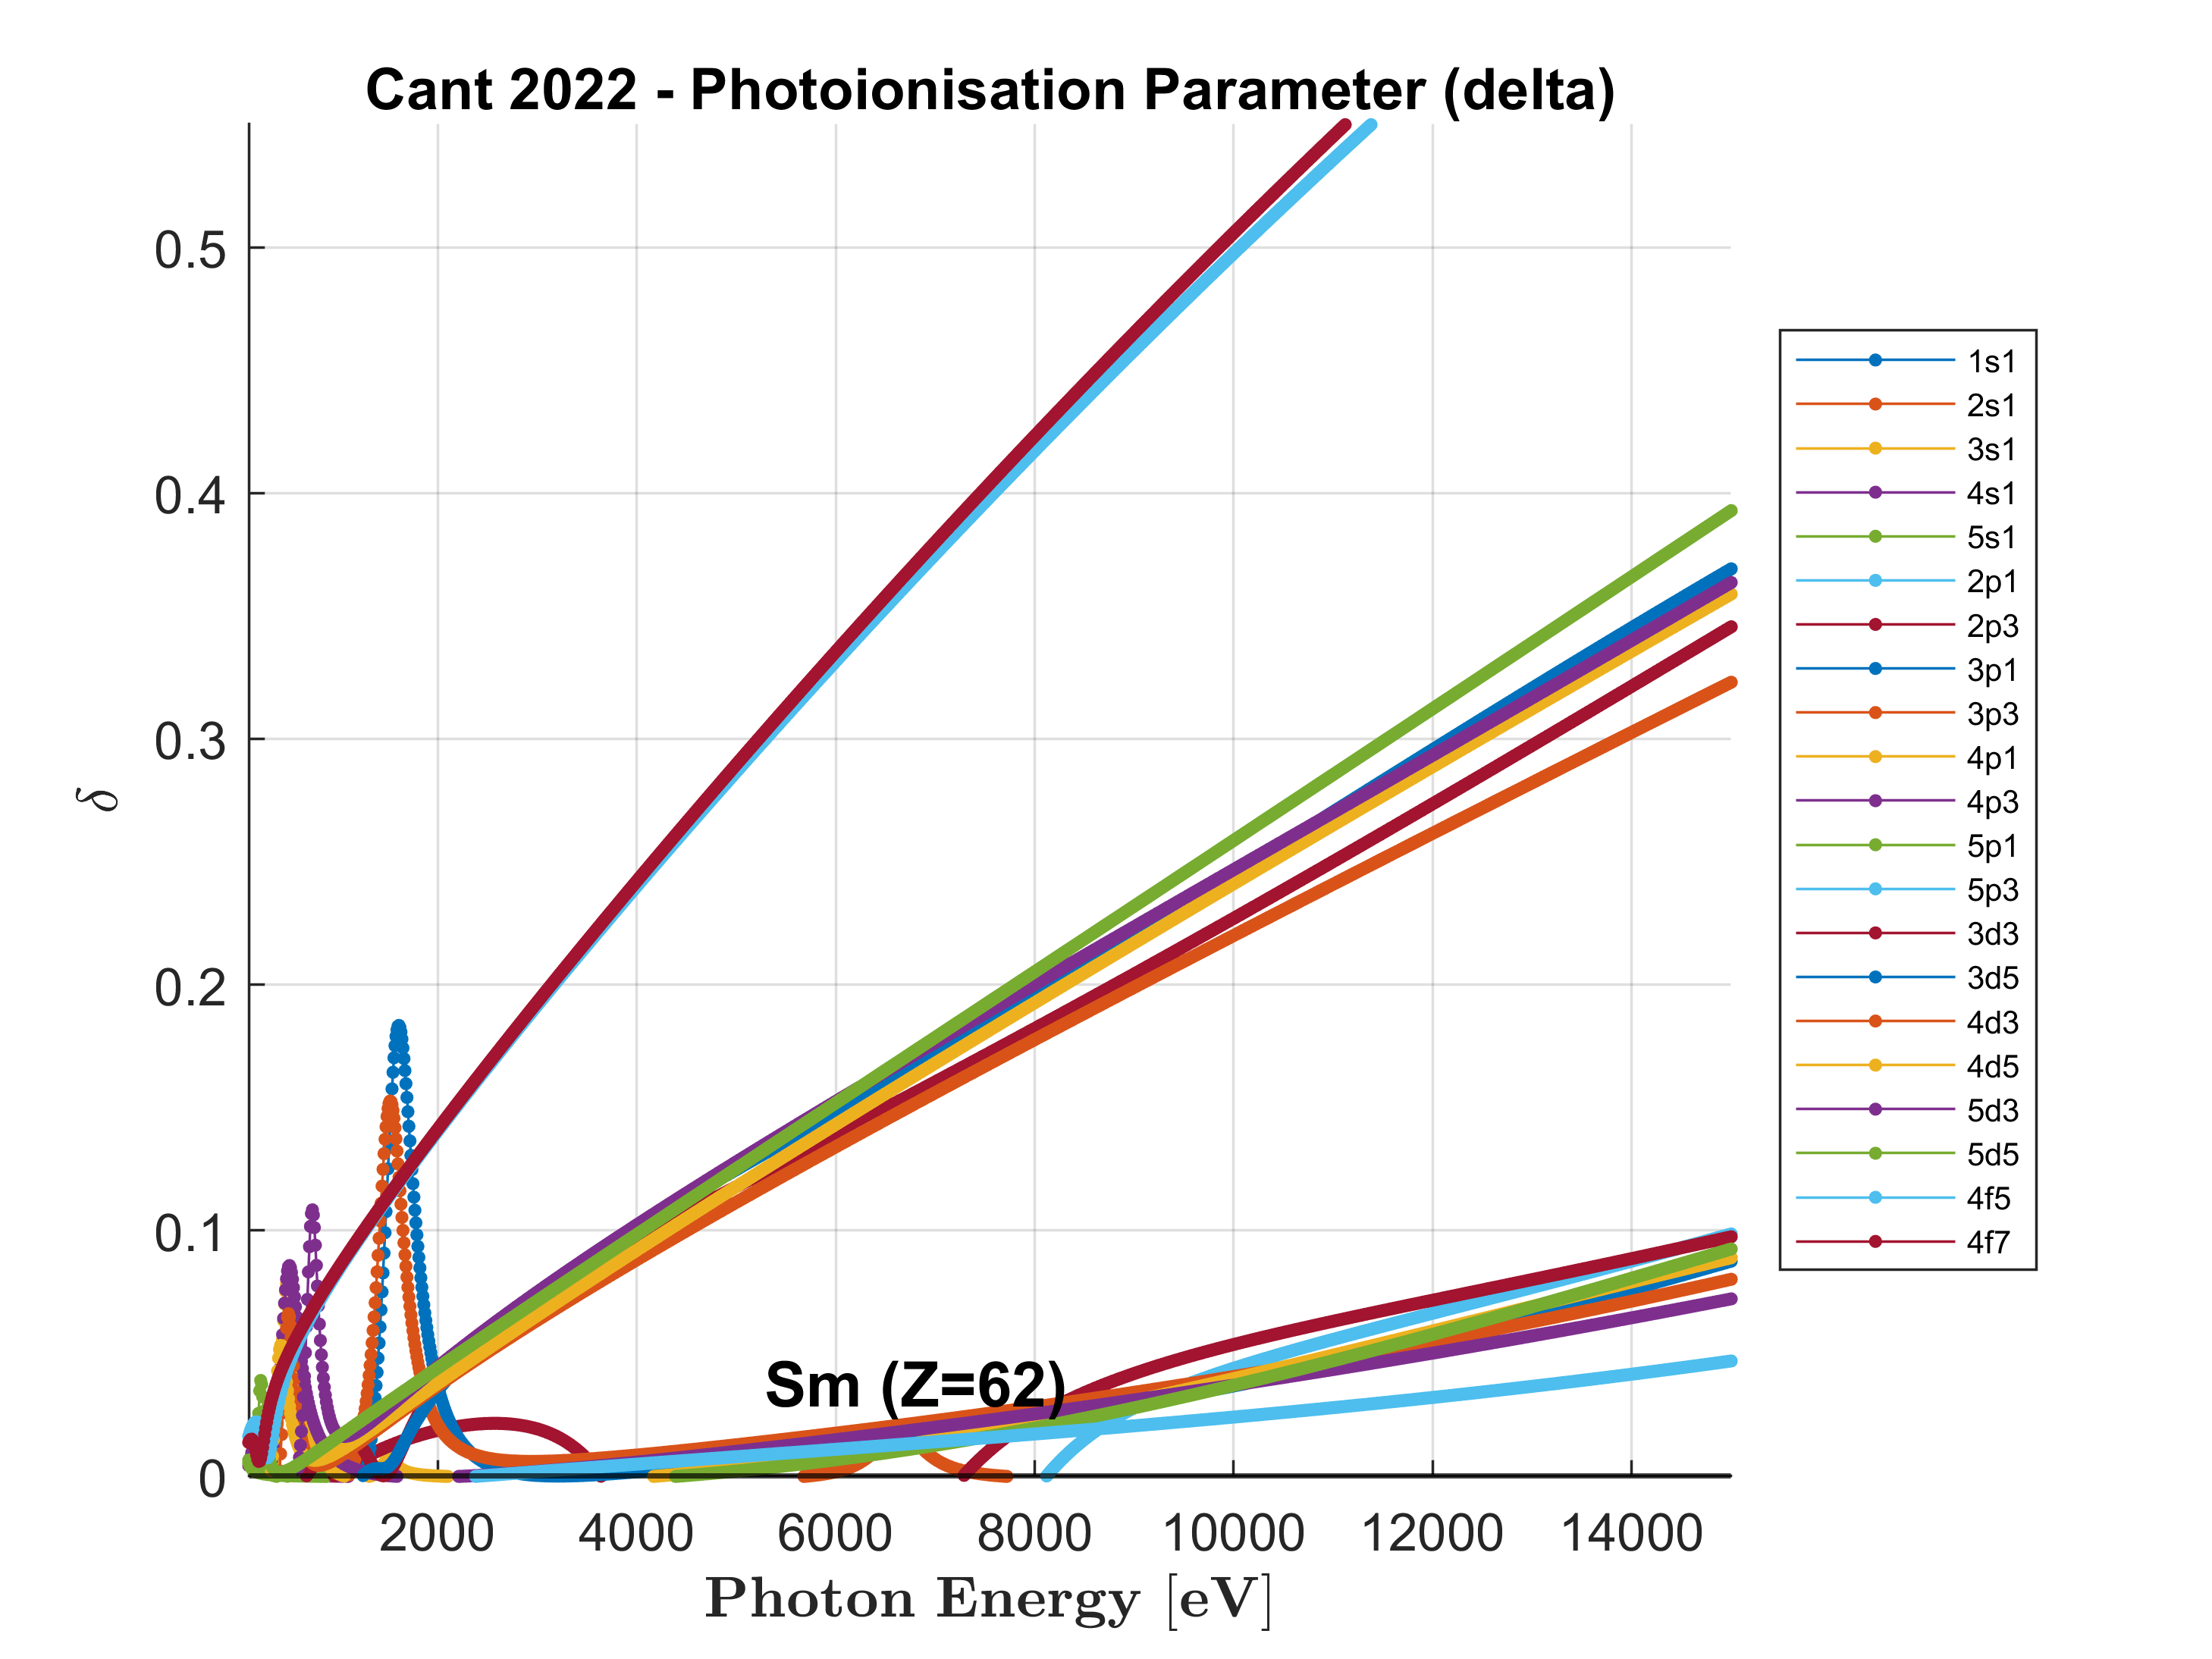 Cant 2022 - Photoionisation Parameter (delta)
0.5
0.4
0.3
0.2
0.1
0
δ
Sm (Z=62)
2000 4000 6000 8000 10000 12000 14000
Photon Energy [eV]
1s1
2s1
3s1
4s1
5s1
2p1
2p3
3p1
3p3
4p1
4p3
5p1
5p3
3d3
3d5
4d3
4d5
5d3
5d5
4f5
4f7